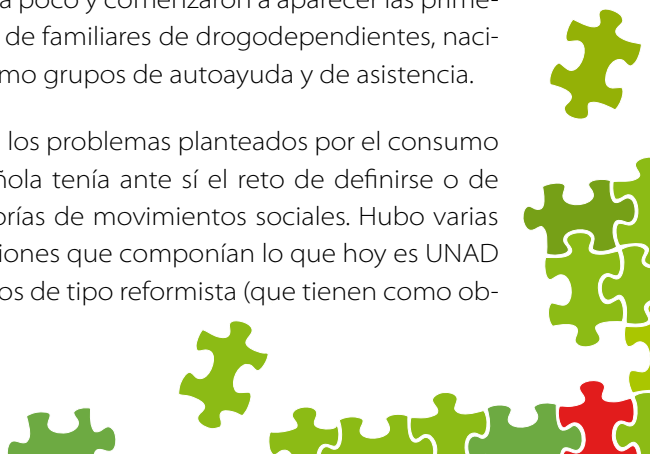 a poco y comenzaron a aparecer las prime-
de familiares de drogodependientes, naci-
mo grupos de autoayuda y de asistencia.
los problemas planteados por el consumo
ñola tenía ante sí el reto de definirse o de
orías de movimientos sociales. Hubo varias
iones que componían lo que hoy es UNAD
os de tipo reformista (que tienen como ob-